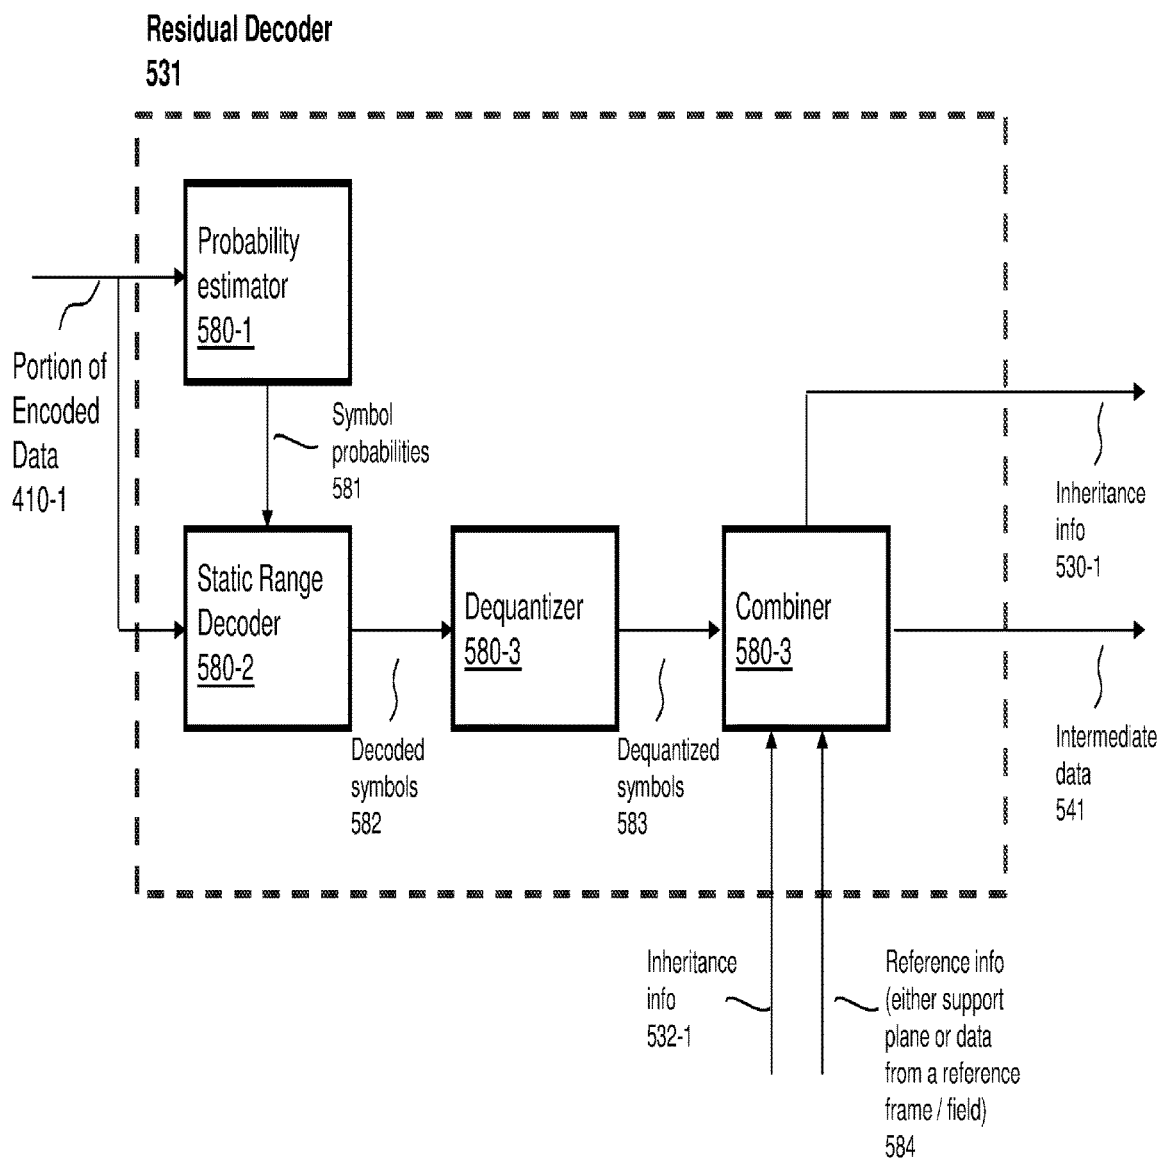 Residual Decoder
531
Probability
estimator
580-1
Portion of
Encoded
Data
410-1
Symbol
probabilities
581
Inheritance
info
530-1
Static Range
Decoder
580-2
Dequantizer
580-3
Combiner
580-3
Decoded
symbols
582
Dequantized
symbols
583
Intermediate
data
541
Inheritance
info
532-1
Reference info
(either support
plane or data
from a reference
frame / field)
584